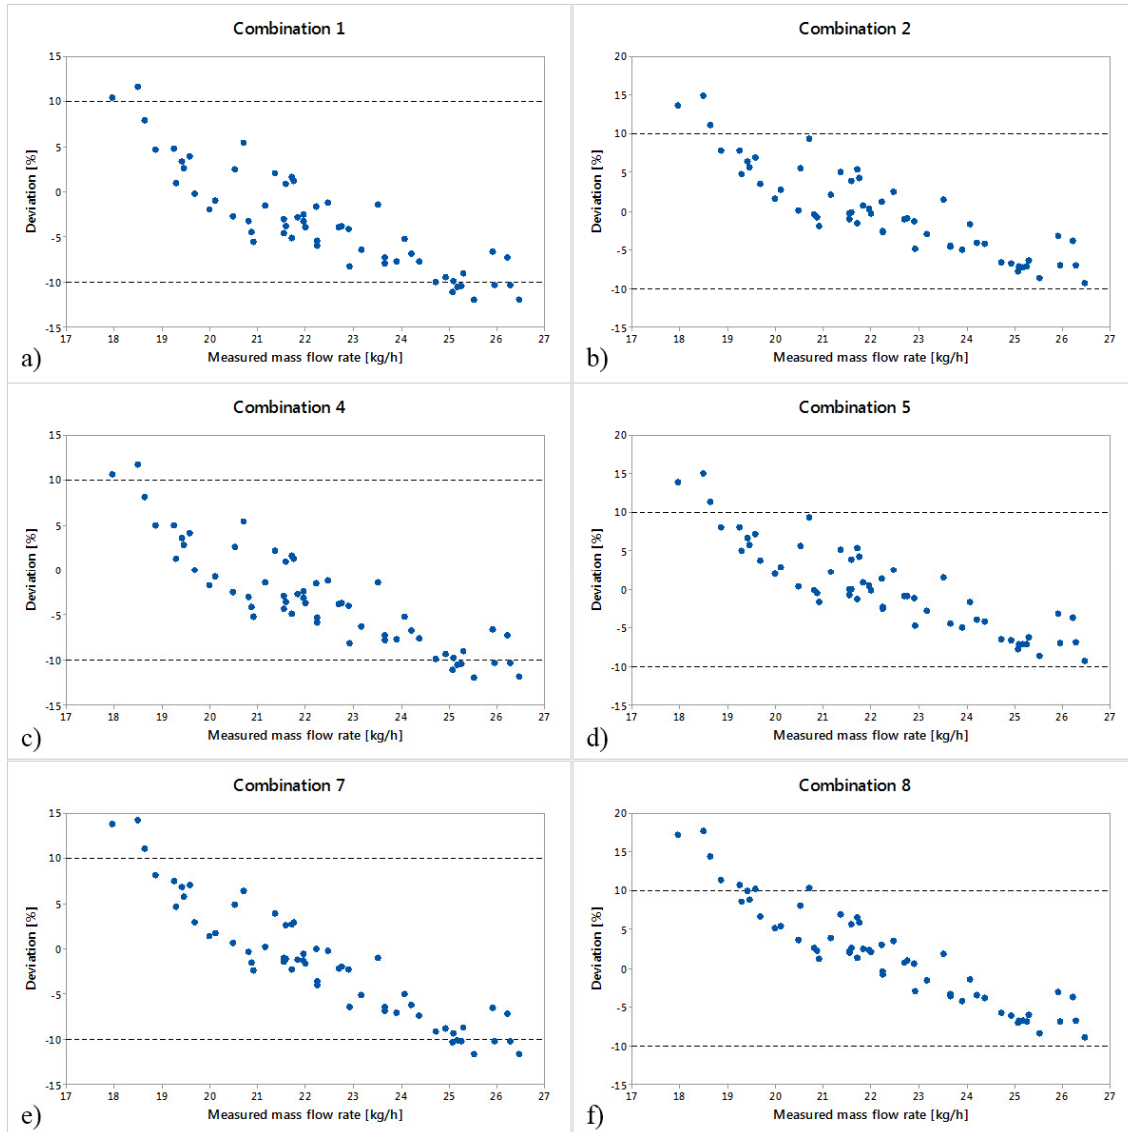 Combination 1
15
10
5
0
-5
-10
-15
Deviation [%]
17 18 19 20 21 22 23 24 25 26 27
Measured mass flow rate [kg/h]
a)
Combination 2
20
15
10
5
0
-5
-10
-15
Deviation [%]
17 18 19 20 21 22 23 24 25 26 27
Measured mass flow rate [kg/h]
b)
Combination 4
15
10
5
0
-5
-10
-15
Deviation [%]
17 18 19 20 21 22 23 24 25 26 27
Measured mass flow rate [kg/h]
c)
Combination 5
20
15
10
5
0
-5
-10
-15
Deviation [%]
17 18 19 20 21 22 23 24 25 26 27
Measured mass flow rate [kg/h]
d)
Combination 7
15
10
5
0
-5
-10
-15
Deviation [%]
17 18 19 20 21 22 23 24 25 26 27
Measured mass flow rate [kg/h]
e)
Combination 8
20
15
10
5
0
-5
-10
-15
Deviation [%]
17 18 19 20 21 22 23 24 25 26 27
Measured mass flow rate [kg/h]
f)